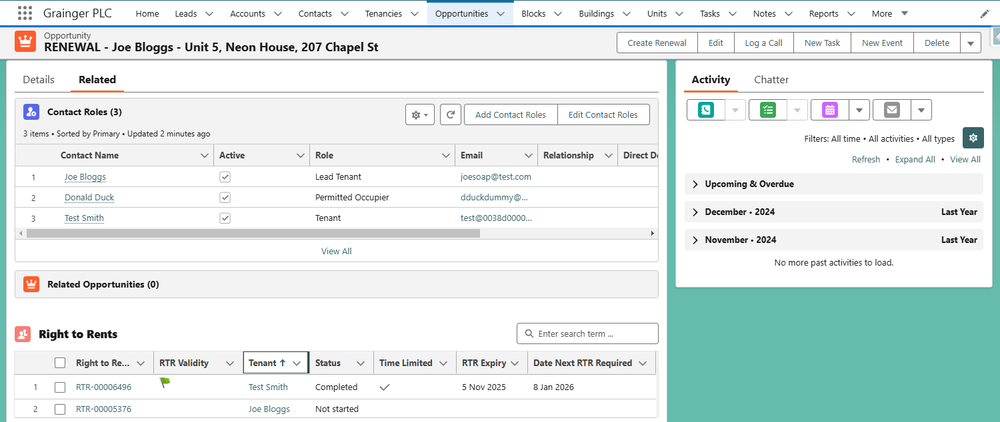 Grainger PLC Home Leads Accounts Contacts Tenancies Opportunities Blocks Buildings Units Tasks Notes Reports More
Opportunity
RENEWAL - Joe Bloggs - Unit 5, Neon House, 207 Chapel St
Create Renewal Edit Log a Call New Task New Event Delete
Details Related
Contact Roles (3)
Add Contact Roles Edit Contact Roles
3 items • Sorted by Primary • Updated 2 minutes ago
Contact Name Active Role Email Relationship Direct De
1 Joe Bloggs Lead Tenant joesoap@test.com
2 Donald Duck Permitted Occupier dduckdummy@...
3 Test Smith Tenant test@0038d0000...
View All
Related Opportunities (0)
Right to Rents
Enter search term ...
Right to Re... RTR Validity Tenant ↑ Status Time Limited RTR Expiry Date Next RTR Required
1 RTR-00006496 Test Smith Completed 5 Nov 2025 8 Jan 2026
2 RTR-00005376 Joe Bloggs Not started
Activity Chatter
Filters: All time • All activities • All types
Refresh • Expand All • View All
Upcoming & Overdue
December • 2024 Last Year
November • 2024 Last Year
No more past activities to load.